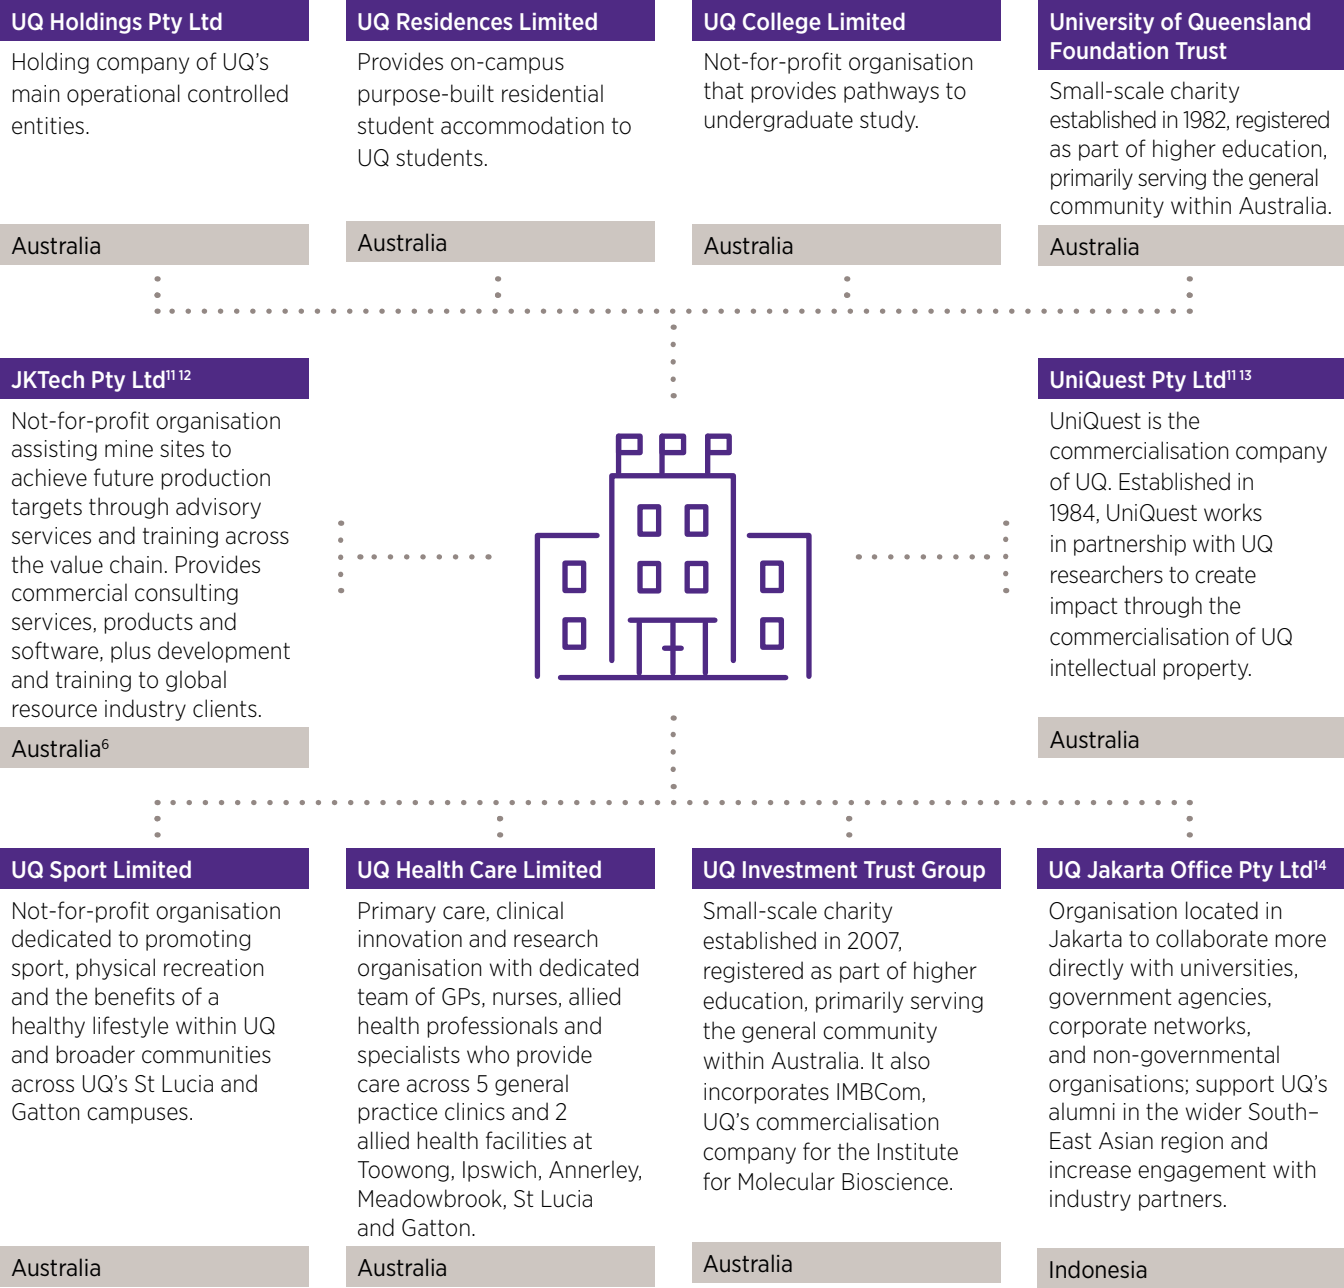 UQ Holdings Pty Ltd
Holding company of UQ's
main operational controlled
entities.
Australia
UQ Residences Limited
Provides on-campus
purpose-built residential
student accommodation to
UQ students.
Australia
UQ College Limited
Not-for-profit organisation
that provides pathways to
undergraduate study.
Australia
University of Queensland
Foundation Trust
Small-scale charity
established in 1982, registered
as part of higher education,
primarily serving the general
community within Australia.
Australia
JKTech Pty Ltd¹¹ ¹²
Not-for-profit organisation
assisting mine sites to
achieve future production
targets through advisory
services and training across
the value chain. Provides
commercial consulting
services, products and
software, plus development
and training to global
resource industry clients.
Australia⁶
UniQuest Pty Ltd¹¹ ¹³
UniQuest is the
commercialisation company
of UQ. Established in
1984, UniQuest works
in partnership with UQ
researchers to create
impact through the
commercialisation of UQ
intellectual property.
Australia
UQ Sport Limited
Not-for-profit organisation
dedicated to promoting
sport, physical recreation
and the benefits of a
healthy lifestyle within UQ
and broader communities
across UQ's St Lucia and
Gatton campuses.
Australia
UQ Health Care Limited
Primary care, clinical
innovation and research
organisation with dedicated
team of GPs, nurses, allied
health professionals and
specialists who provide
care across 5 general
practice clinics and 2
allied health facilities at
Toowong, Ipswich, Annerley,
Meadowbrook, St Lucia
and Gatton.
Australia
UQ Investment Trust Group
Small-scale charity
established in 2007,
registered as part of higher
education, primarily serving
the general community
within Australia. It also
incorporates IMBCom,
UQ's commercialisation
company for the Institute
for Molecular Bioscience.
Australia
UQ Jakarta Office Pty Ltd¹⁴
Organisation located in
Jakarta to collaborate more
directly with universities,
government agencies,
corporate networks,
and non-governmental
organisations; support UQ's
alumni in the wider South–
East Asian region and
increase engagement with
industry partners.
Indonesia